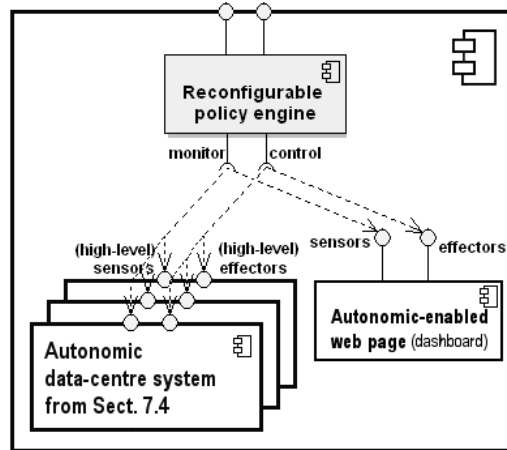 Reconfigurable
policy engine
monitor control
(high-level) (high-level)
sensors effectors
sensors effectors
Autonomic
data-centre system
from Sect. 7.4
Autonomic-enabled
web page (dashboard)